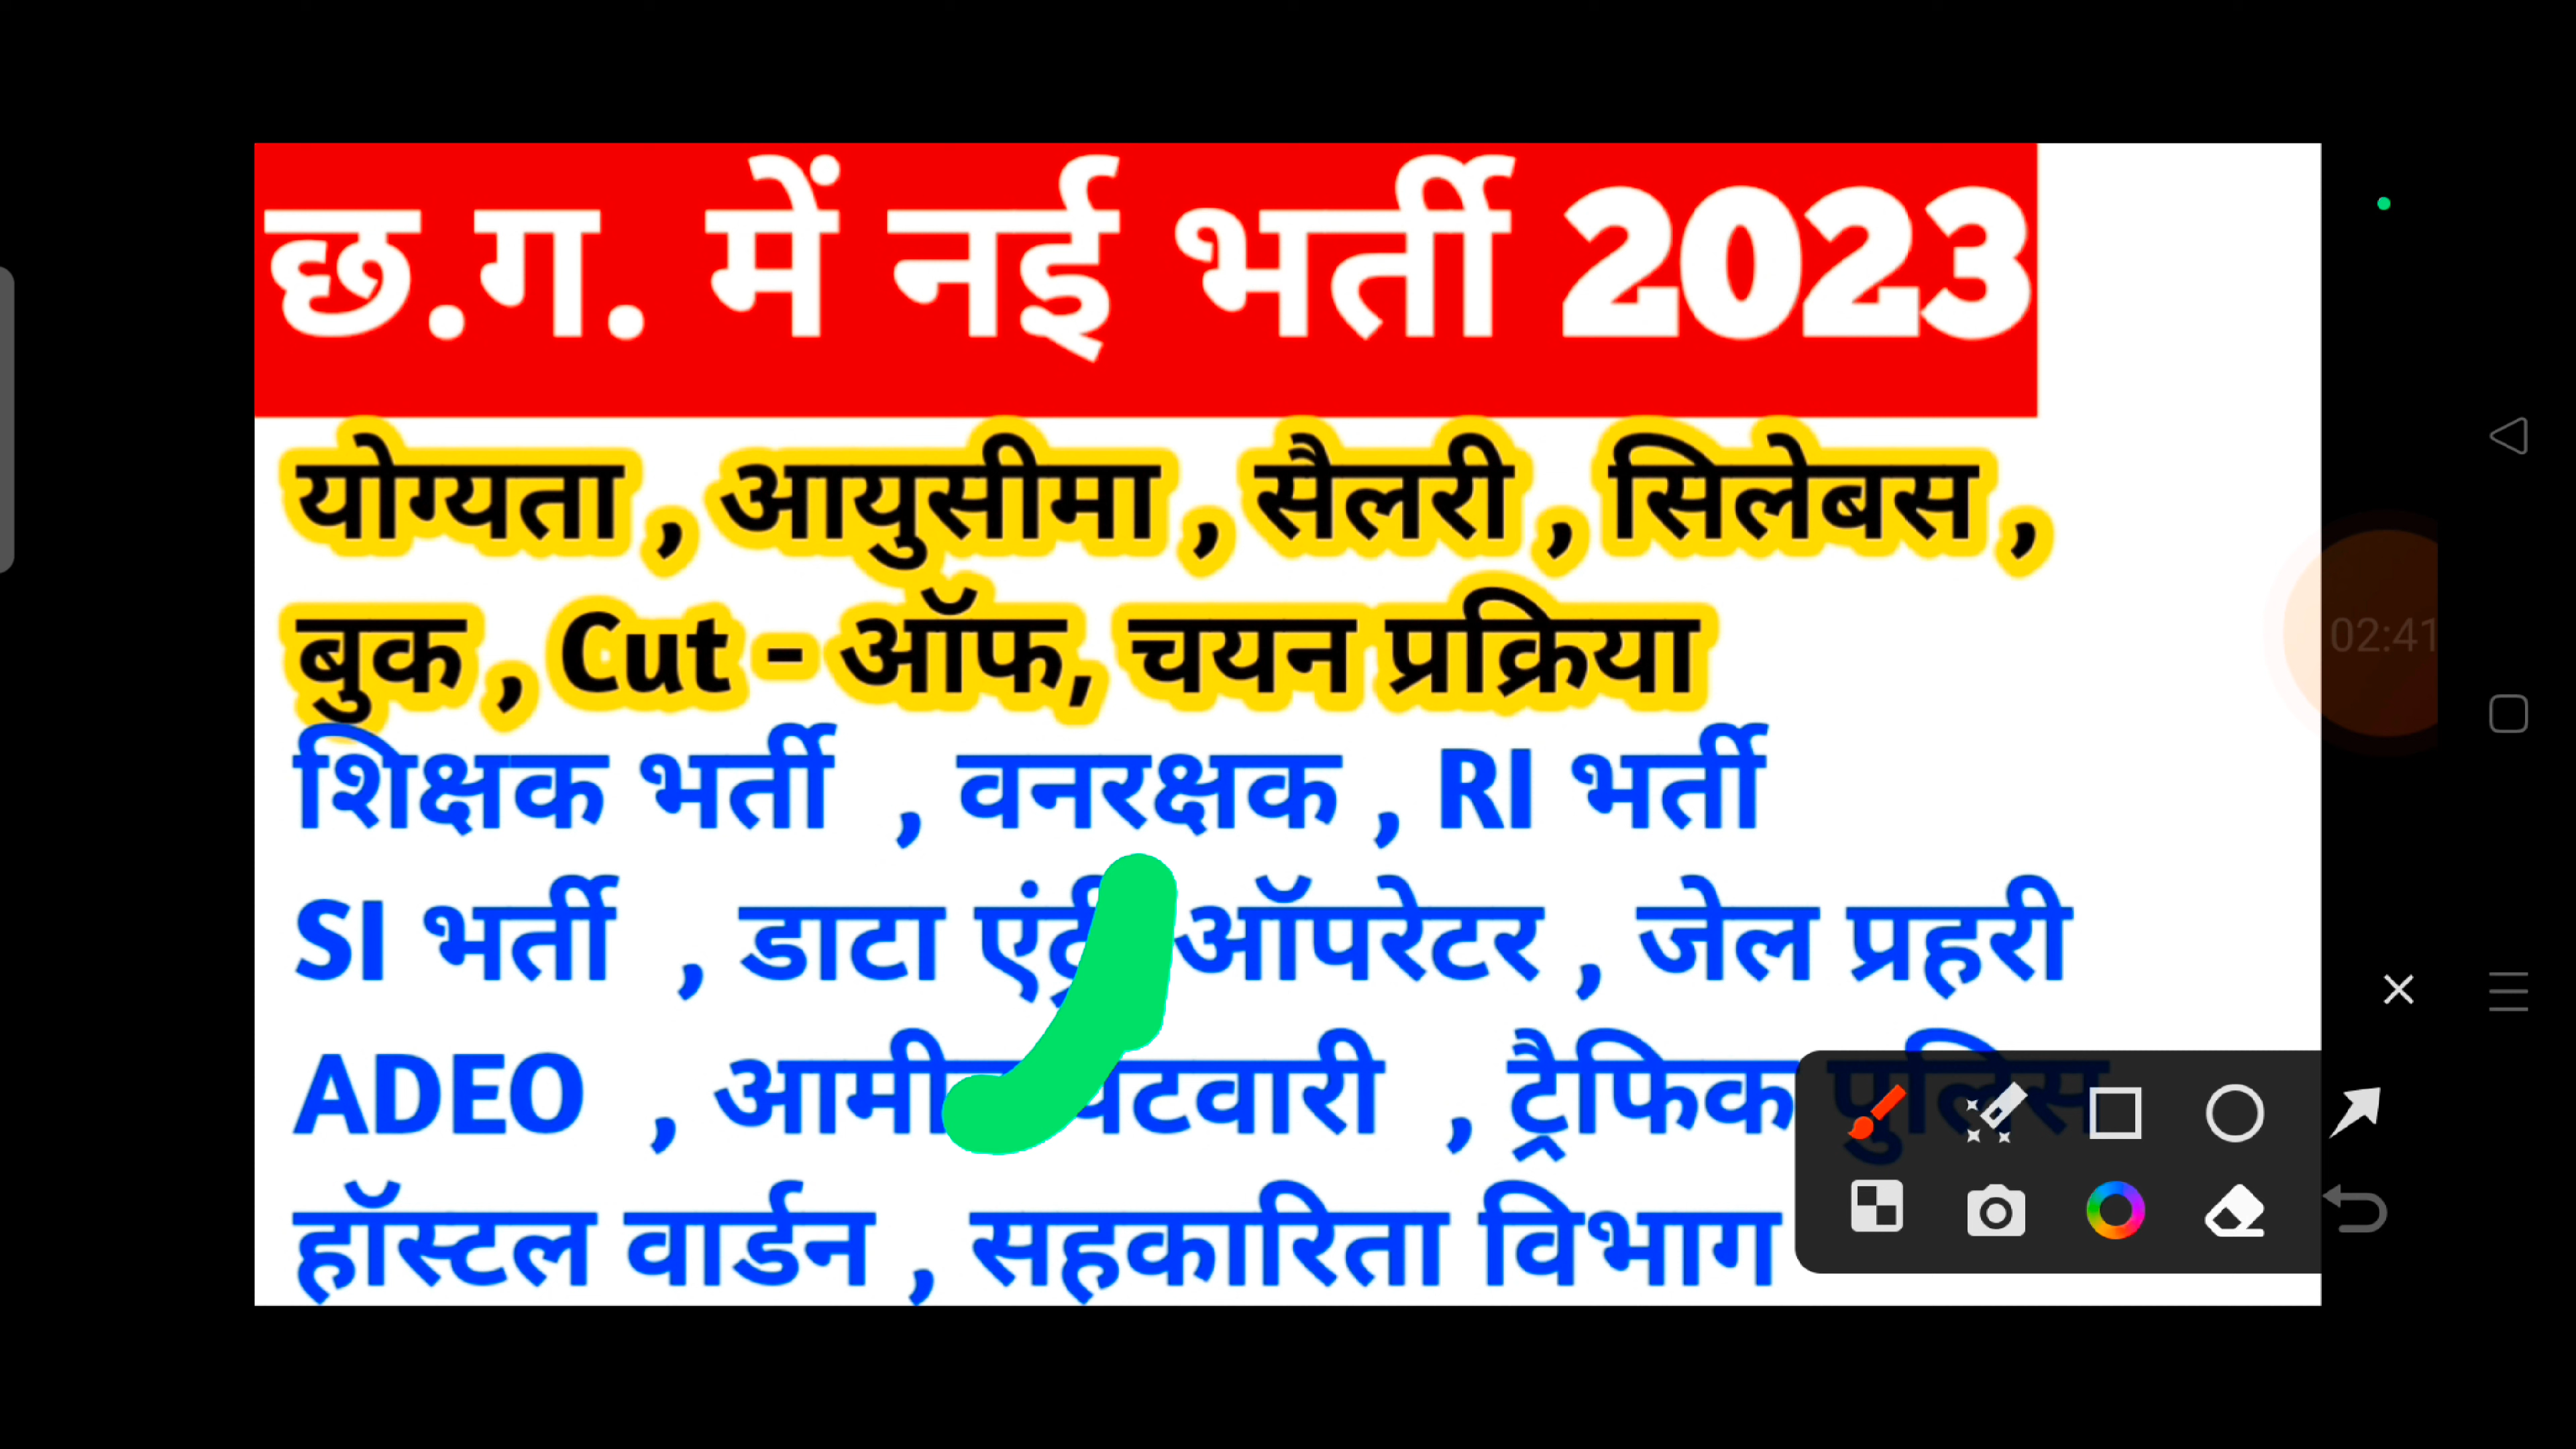 छ.ग. में नई भर्ती 2023
योग्यता , आयुसीमा , सैलरी , सिलेबस ,
बुक , Cut - ऑफ, चयन प्रक्रिया
शिक्षक भर्ती , वनरक्षक , RI भर्ती
SI भर्ती , डाटा ऑपरेटर , जेल प्रहरी
ADEO , पटवारी , ट्रैफिक पुलिस
हॉस्टल वार्डन , सहकारिता विभाग
02:41